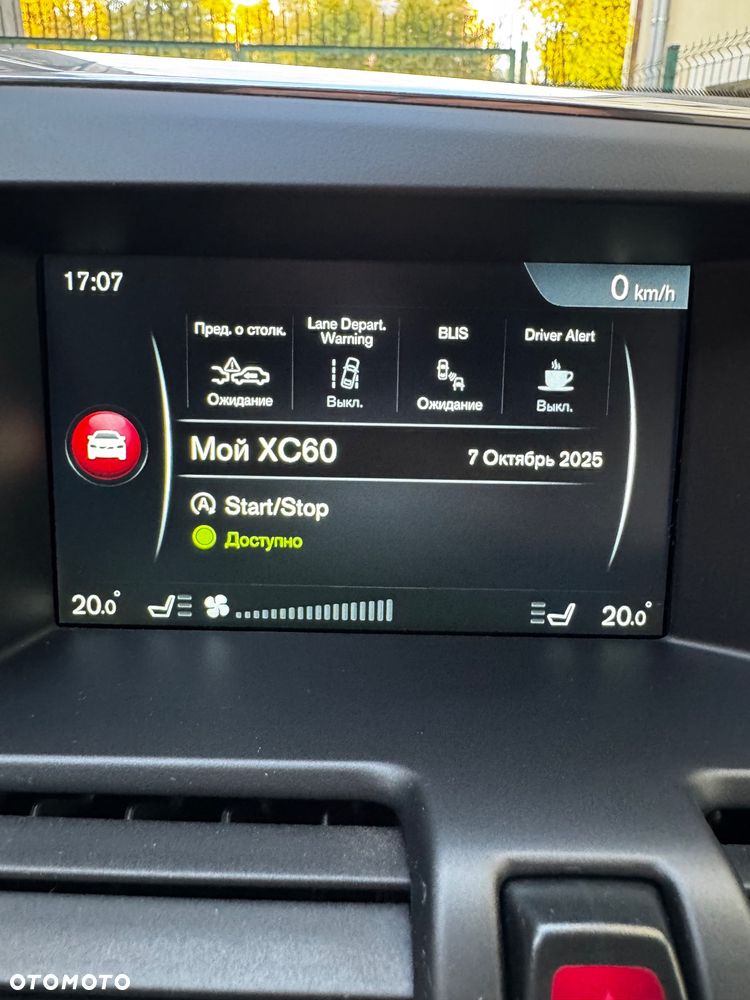 17:07
0 km/h
Пред. о столк.
Ожидание
Lane Depart.
Warning
Выкл.
BLIS
Ожидание
Driver Alert
Выкл.
Мой XC60
7 Октябрь 2025
A Start/Stop
Доступно
20.0°
20.0°
OTOMOTO